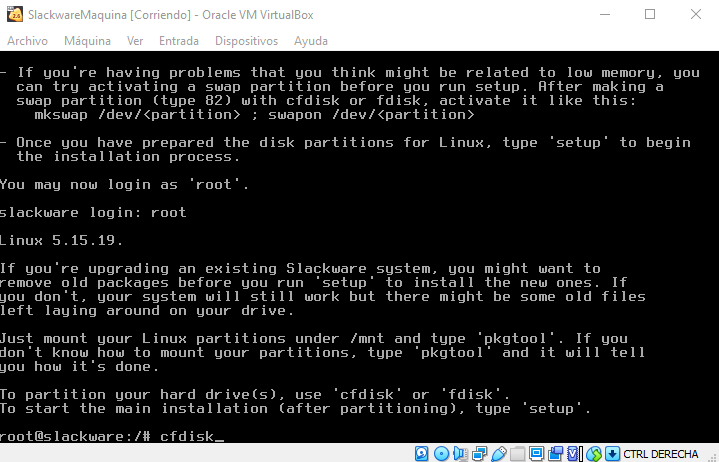 SlackwareMaquina [Corriendo] - Oracle VM VirtualBox
Archivo Máquina Ver Entrada Dispositivos Ayuda
- If you're having problems that you think might be related to low memory, you
can try activating a swap partition before you run setup. After making a
swap partition (type 82) with cfdisk or fdisk, activate it like this:
mkswap /dev/<partition> ; swapon /dev/<partition>
- Once you have prepared the disk partitions for Linux, type 'setup' to begin
the installation process.
You may now login as 'root'.
slackware login: root
Linux 5.15.19.
If you're upgrading an existing Slackware system, you might want to
remove old packages before you run 'setup' to install the new ones. If
you don't, your system will still work but there might be some old files
left laying around on your drive.
Just mount your Linux partitions under /mnt and type 'pkgtool'. If you
don't know how to mount your partitions, type 'pkgtool' and it will tell
you how it's done.
To partition your hard drive(s), use 'cfdisk' or 'fdisk'.
To start the main installation (after partitioning), type 'setup'.
root@slackware:/# cfdisk_
CTRL DERECHA